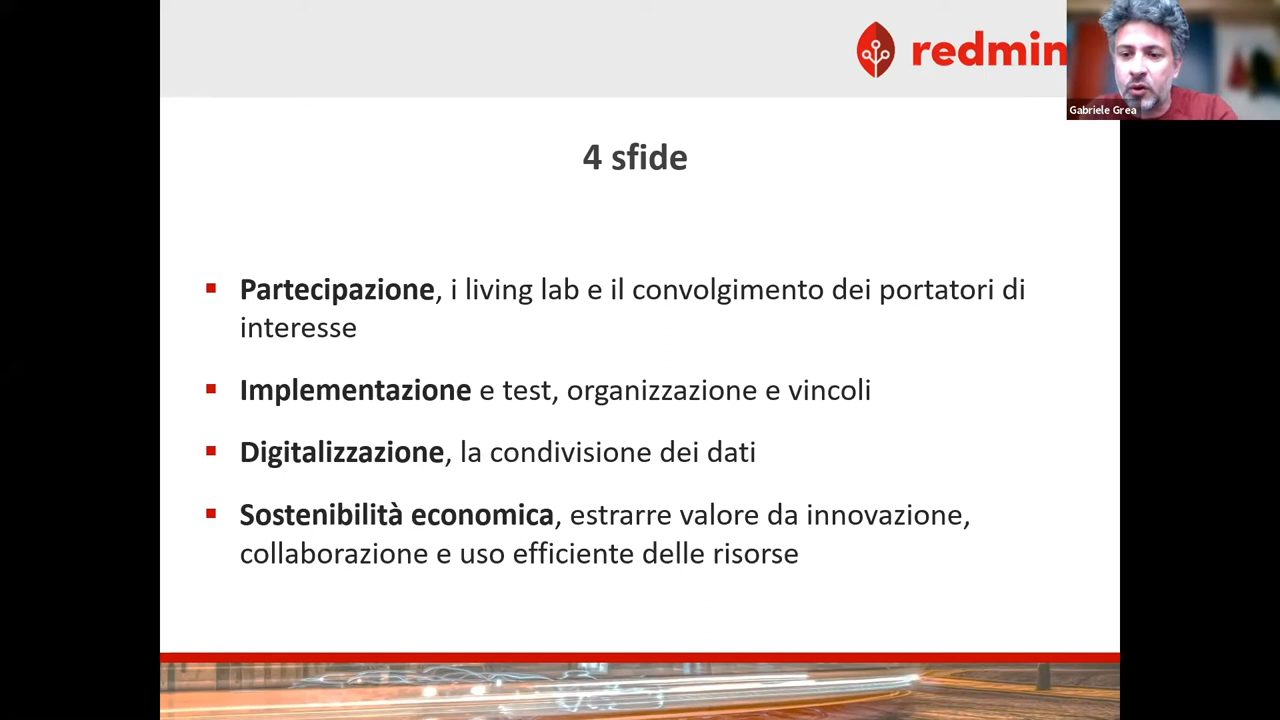 redmin
Gabriele Grea
4 sfide
Partecipazione, i living lab e il convolgimento dei portatori di
interesse
Implementazione e test, organizzazione e vincoli
Digitalizzazione, la condivisione dei dati
Sostenibilità economica, estrarre valore da innovazione,
collaborazione e uso efficiente delle risorse